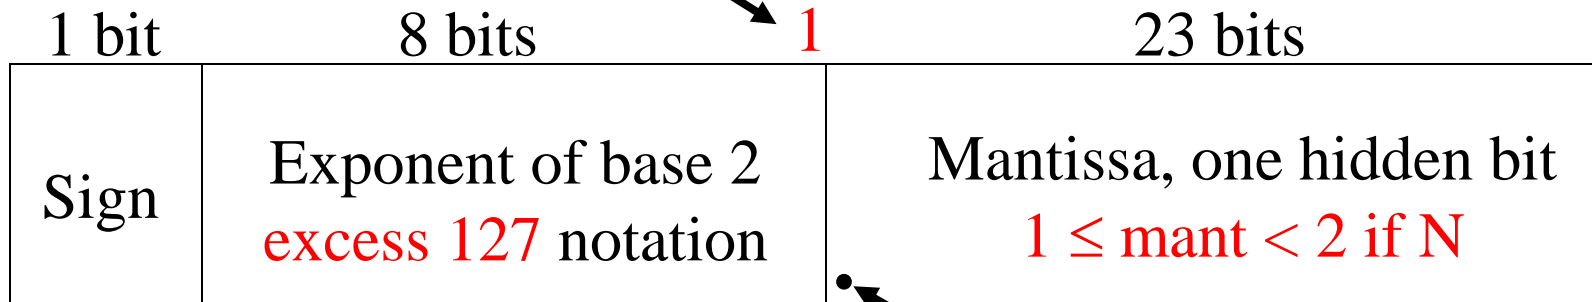 1 bit 8 bits 1 23 bits
Sign
Exponent of base 2
excess 127 notation
Mantissa, one hidden bit
1 ≤ mant < 2 if N